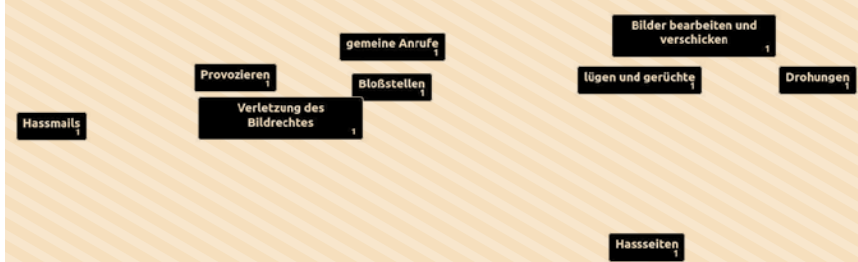 Bilder bearbeiten und
verschicken
1
gemeine Anrufe
1
Provozieren
1
Bloßstellen
1
lügen und gerüchte
1
Drohungen
1
Verletzung des
Bildrechtes
1
Hassmails
1
Hassseiten
1